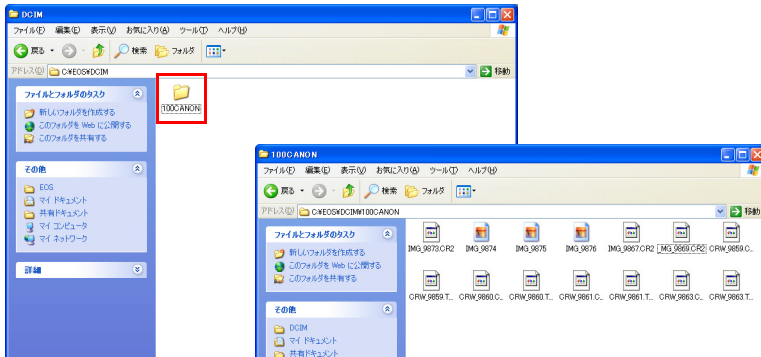 DCIM
ファイル(F) 編集(E) 表示(V) お気に入り(A) ツール(T) ヘルプ(H)
戻る 検索 フォルダ
アドレス(D) C:¥EOS¥DCIM 移動
ファイルとフォルダのタスク
新しいフォルダを作成する
このフォルダを Web に公開する
このフォルダを共有する
その他
EOS
マイ ドキュメント
共有ドキュメント
マイ コンピュータ
マイ ネットワーク
詳細
100CANON
100CANON
ファイル(F) 編集(E) 表示(V) お気に入り(A) ツール(T) ヘルプ(H)
戻る 検索 フォルダ
アドレス(D) C:¥EOS¥DCIM¥100CANON 移動
ファイルとフォルダのタスク
新しいフォルダを作成する
このフォルダを Web に公開する
このフォルダを共有する
その他
DCIM
マイ ドキュメント
共有ドキュメント
IMG_9873.CR2 IMG_9874 IMG_9875 IMG_9876 IMG_9867.CR2 _MG_9869.CR2 CRW_9859.C...
CRW_9859.T... CRW_9860.C... CRW_9860.T... CRW_9861.C... CRW_9861.T... CRW_9863.C... CRW_9863.T...